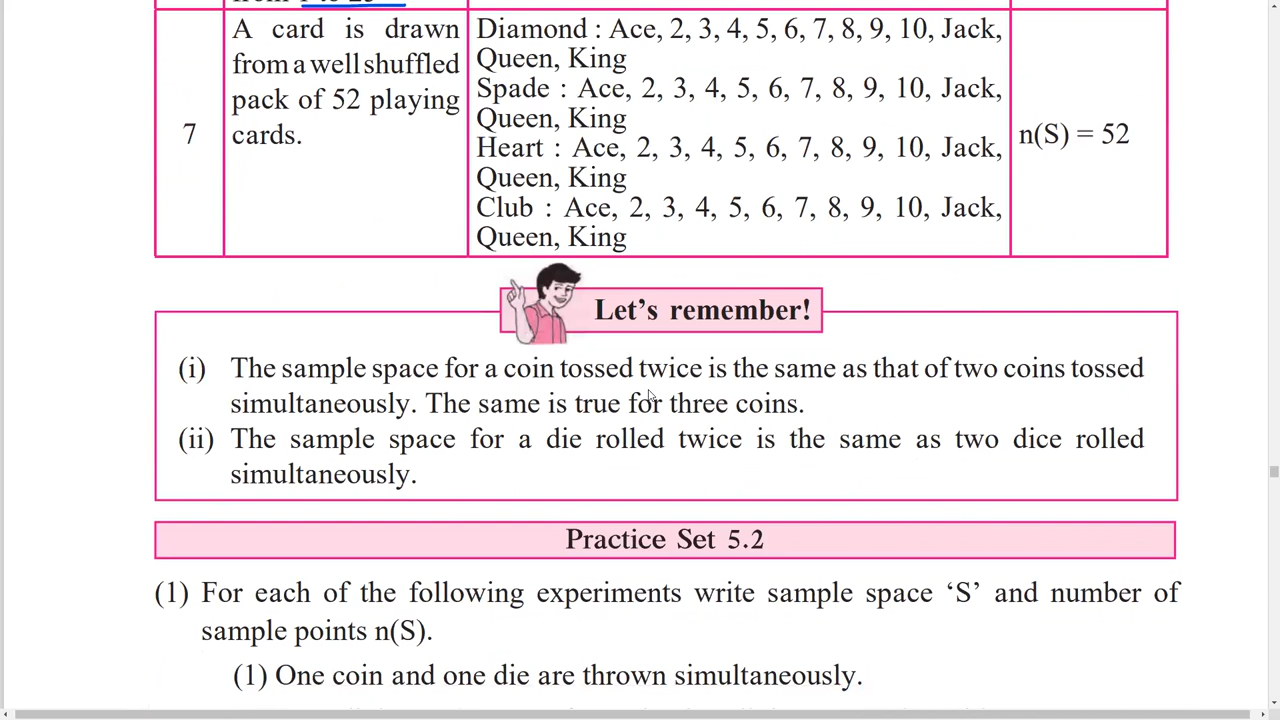 from 1 to 25
A card is drawn
from a well shuffled
pack of 52 playing
cards.
7
Diamond : Ace, 2, 3, 4, 5, 6, 7, 8, 9, 10, Jack,
Queen, King
Spade : Ace, 2, 3, 4, 5, 6, 7, 8, 9, 10, Jack,
Queen, King
Heart : Ace, 2, 3, 4, 5, 6, 7, 8, 9, 10, Jack,
Queen, King
Club : Ace, 2, 3, 4, 5, 6, 7, 8, 9, 10, Jack,
Queen, King
n(S) = 52
Let's remember!
(i) The sample space for a coin tossed twice is the same as that of two coins tossed
simultaneously. The same is true for three coins.
(ii) The sample space for a die rolled twice is the same as two dice rolled
simultaneously.
Practice Set 5.2
(1) For each of the following experiments write sample space ‘S’ and number of
sample points n(S).
(1) One coin and one die are thrown simultaneously.